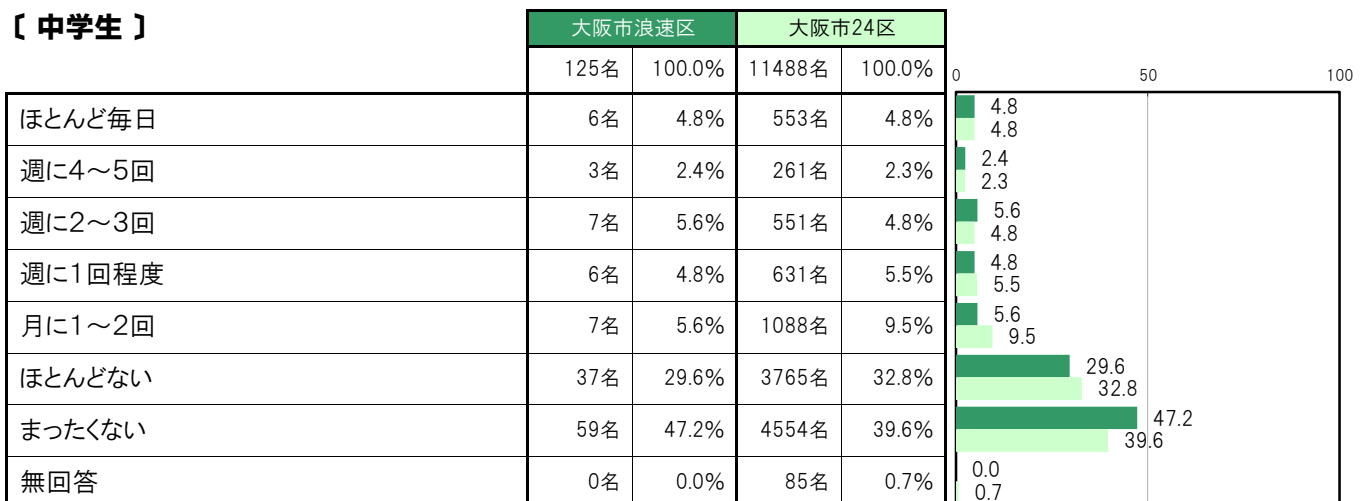 〔 中学生 〕
大阪市浪速区 大阪市24区
125名 100.0% 11488名 100.0%
0 50 100
ほとんど毎日 6名 4.8% 553名 4.8%
4.8
4.8
週に4～5回 3名 2.4% 261名 2.3%
2.4
2.3
週に2～3回 7名 5.6% 551名 4.8%
5.6
4.8
週に1回程度 6名 4.8% 631名 5.5%
4.8
5.5
月に1～2回 7名 5.6% 1088名 9.5%
5.6
9.5
ほとんどない 37名 29.6% 3765名 32.8%
29.6
32.8
まったくない 59名 47.2% 4554名 39.6%
47.2
39.6
無回答 0名 0.0% 85名 0.7%
0.0
0.7